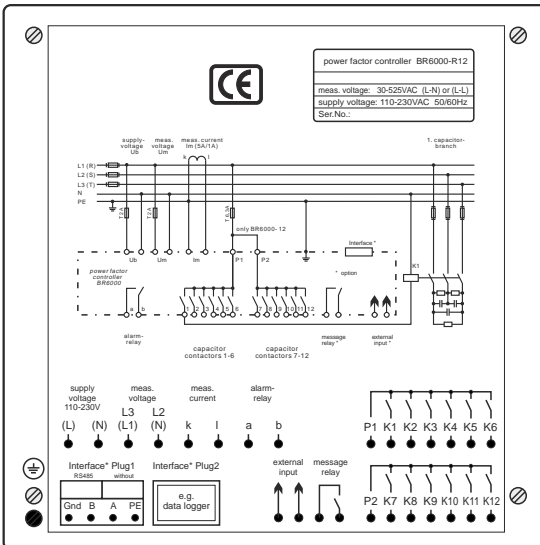 CE
power factor controller BR6000-R12
meas. voltage: 30-525VAC (L-N) or (L-L)
supply voltage: 110-230VAC 50/60Hz
Ser.No.:
supply-
voltage
Ub
meas.
voltage
Um
meas. current
Im (5A/1A)
k l
1. capacitor-
branch
L1 (R)
L2 (S)
L3 (T)
N
PE
T 2 A
T 2 A
only BR6000-12
Ub Um Im P1 P2
Interface *
K1
power factor
controller
BR6000
* option
a b
1 2 3 4 5 6
7 8 9 10 11 12
alarm-
relay
capacitor
contactors 1-6
capacitor
contactors 7-12
message
relay *
external
input *
supply
voltage
110-230V
meas.
voltage
meas.
current
alarm-
relay
L3 L2
(L) (N) (L1) (N) k l a b
P1 K1 K2 K3 K4 K5 K6
Interface* Plug1
RS485 without
Gnd B A PE
Interface* Plug2
e.g.
data logger
external
input
message
relay
P2 K7 K8 K9 K10 K11 K12